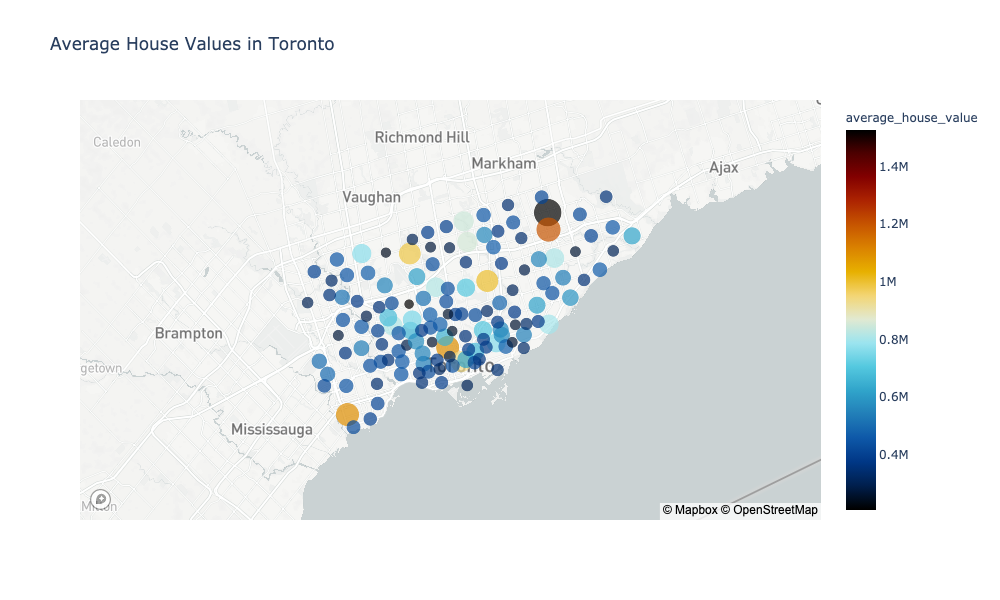 Average House Values in Toronto
average_house_value
Caledon
Richmond Hill
Markham
Ajax
Vaughan
1.4M
1.2M
1M
Brampton
0.8M
getown
0.6M
Mississauga
0.4M
© Mapbox © OpenStreetMap